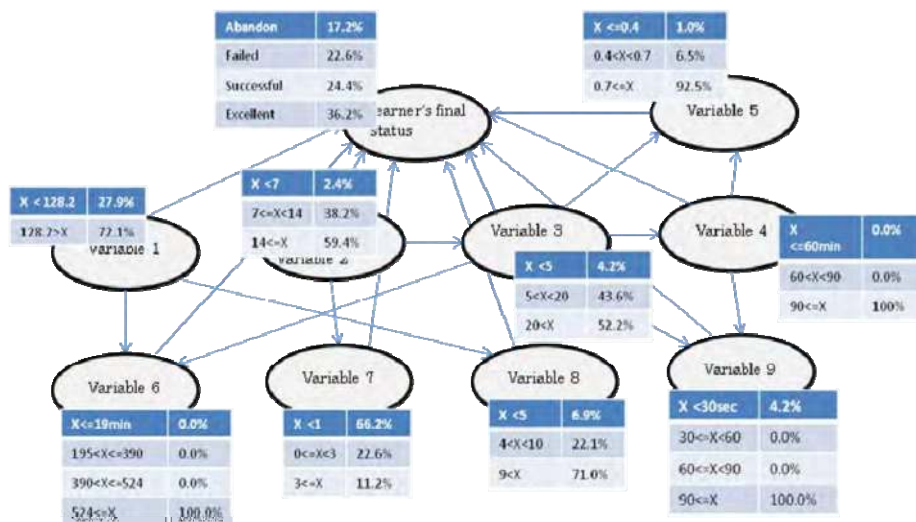 Abandon 17.2%
Failed 22.6%
Successful 24.4%
Excellent 36.2%
X <=0.4 1.0%
0.4<X<0.7 6.5%
0.7<=X 92.5%
earner's final
status
Variable 5
X <128.2 27.9%
128.2>X 72.1%
Variable 1
X <7 2.4%
7<=X<14 38.2%
14<=X 59.4%
Variable 2
Variable 3
X <5 4.2%
5<X<20 43.6%
20<X 52.2%
Variable 4
X
<=60min 0.0%
60<X<90 0.0%
90<=X 100%
Variable 6
X<=19min 0.0%
195<X<=390 0.0%
390<X<=524 0.0%
524<=X 100.0%
Variable 7
X <1 66.2%
0<=X<3 22.6%
3<=X 11.2%
Variable 8
X <5 6.9%
4<X<10 22.1%
9<X 71.0%
Variable 9
X <30sec 4.2%
30<=X<60 0.0%
60<=X<90 0.0%
90<=X 100.0%